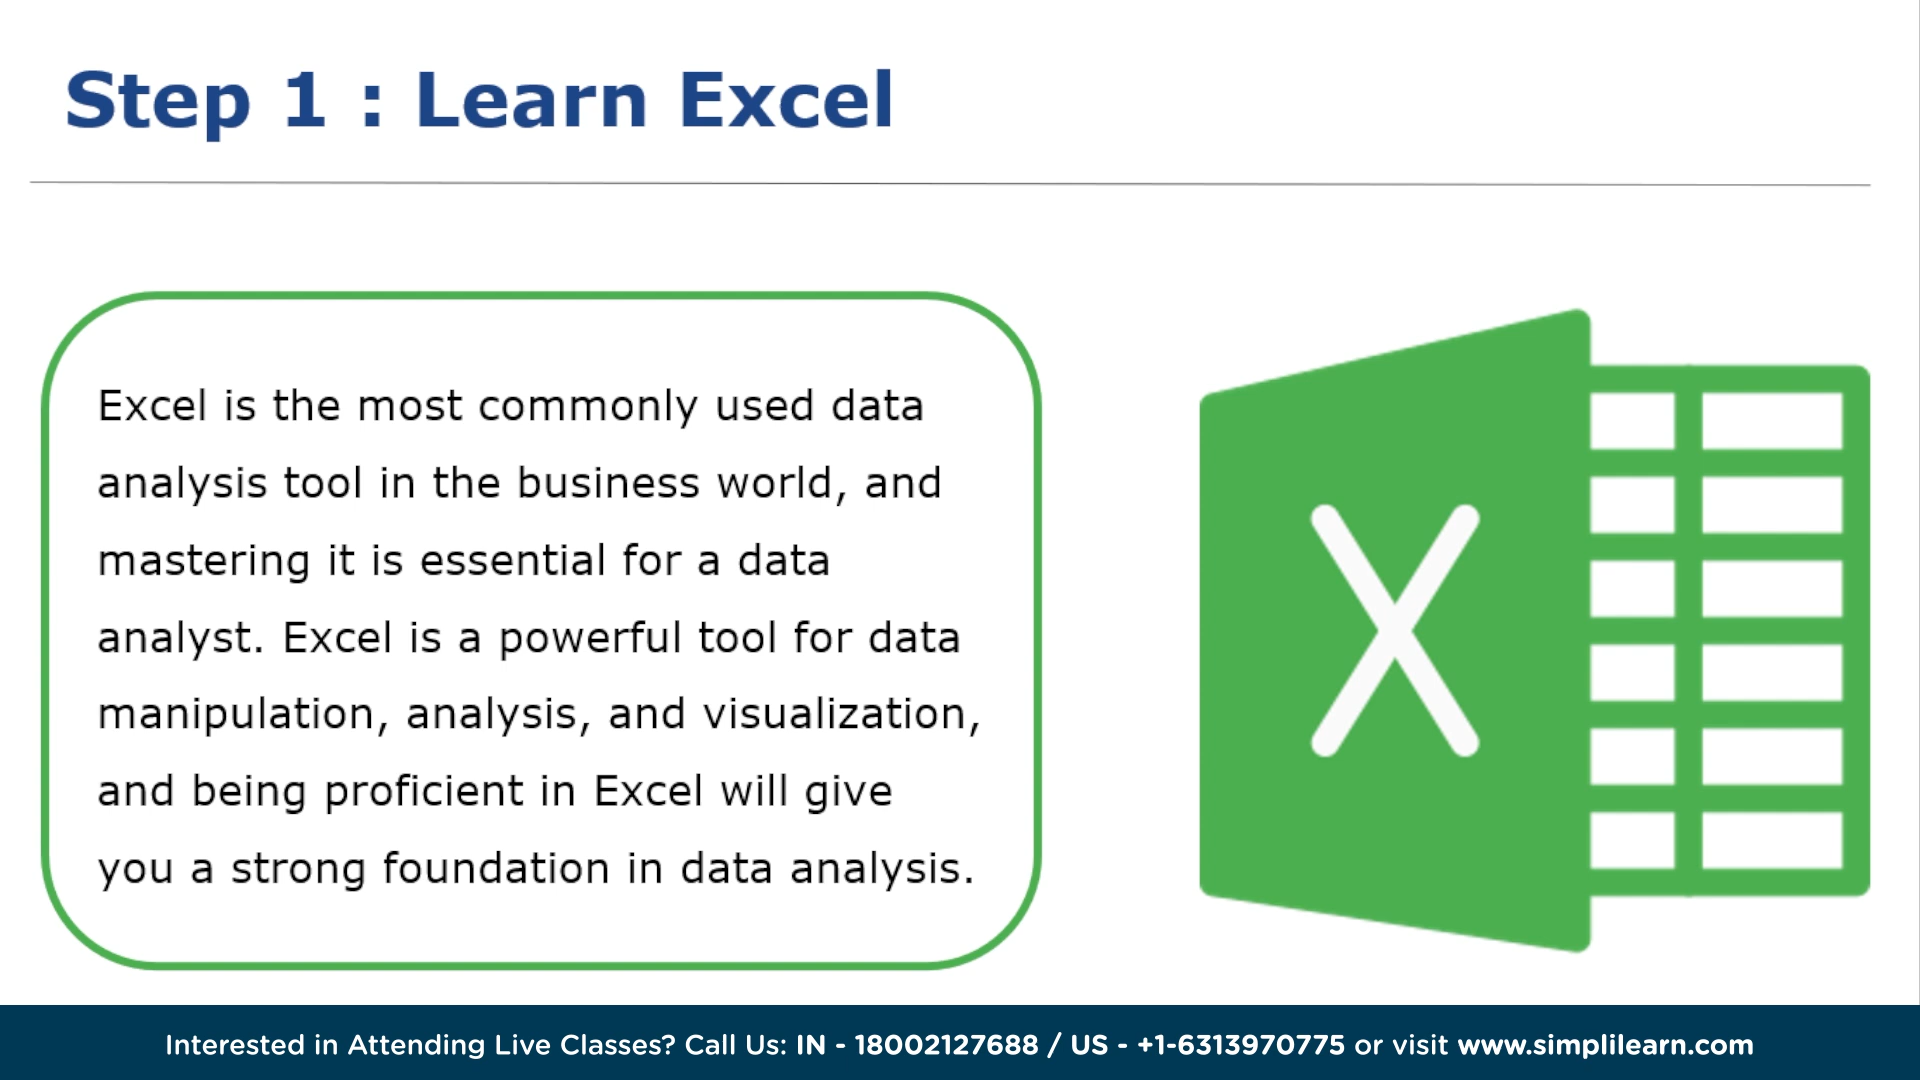 Step 1 : Learn Excel
Excel is the most commonly used data
analysis tool in the business world, and
mastering it is essential for a data
analyst. Excel is a powerful tool for data
manipulation, analysis, and visualization,
and being proficient in Excel will give
you a strong foundation in data analysis.
X
Interested in Attending Live Classes? Call Us: IN - 18002127688 / US - +1-6313970775 or visit www.simplilearn.com